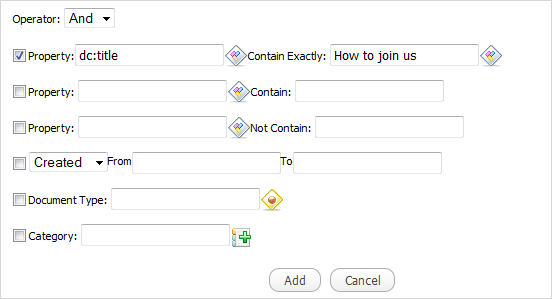 Operator: And
Property: dc:title Contain Exactly: How to join us
Property: Contain:
Property: Not Contain:
Created From To
Document Type:
Category:
Add Cancel